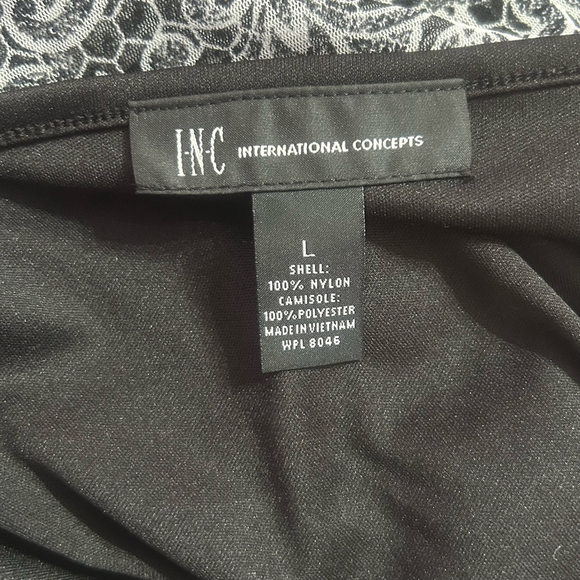 I·N·C INTERNATIONAL CONCEPTS
L
SHELL:
100% NYLON
CAMISOLE:
100% POLYESTER
MADE IN VIETNAM
WPL 8046